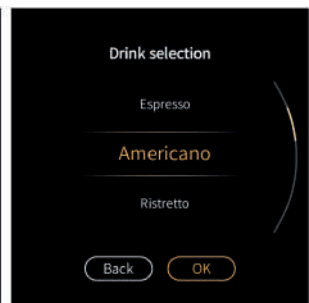 Drink selection
Espresso
Americano
Ristretto
Back OK